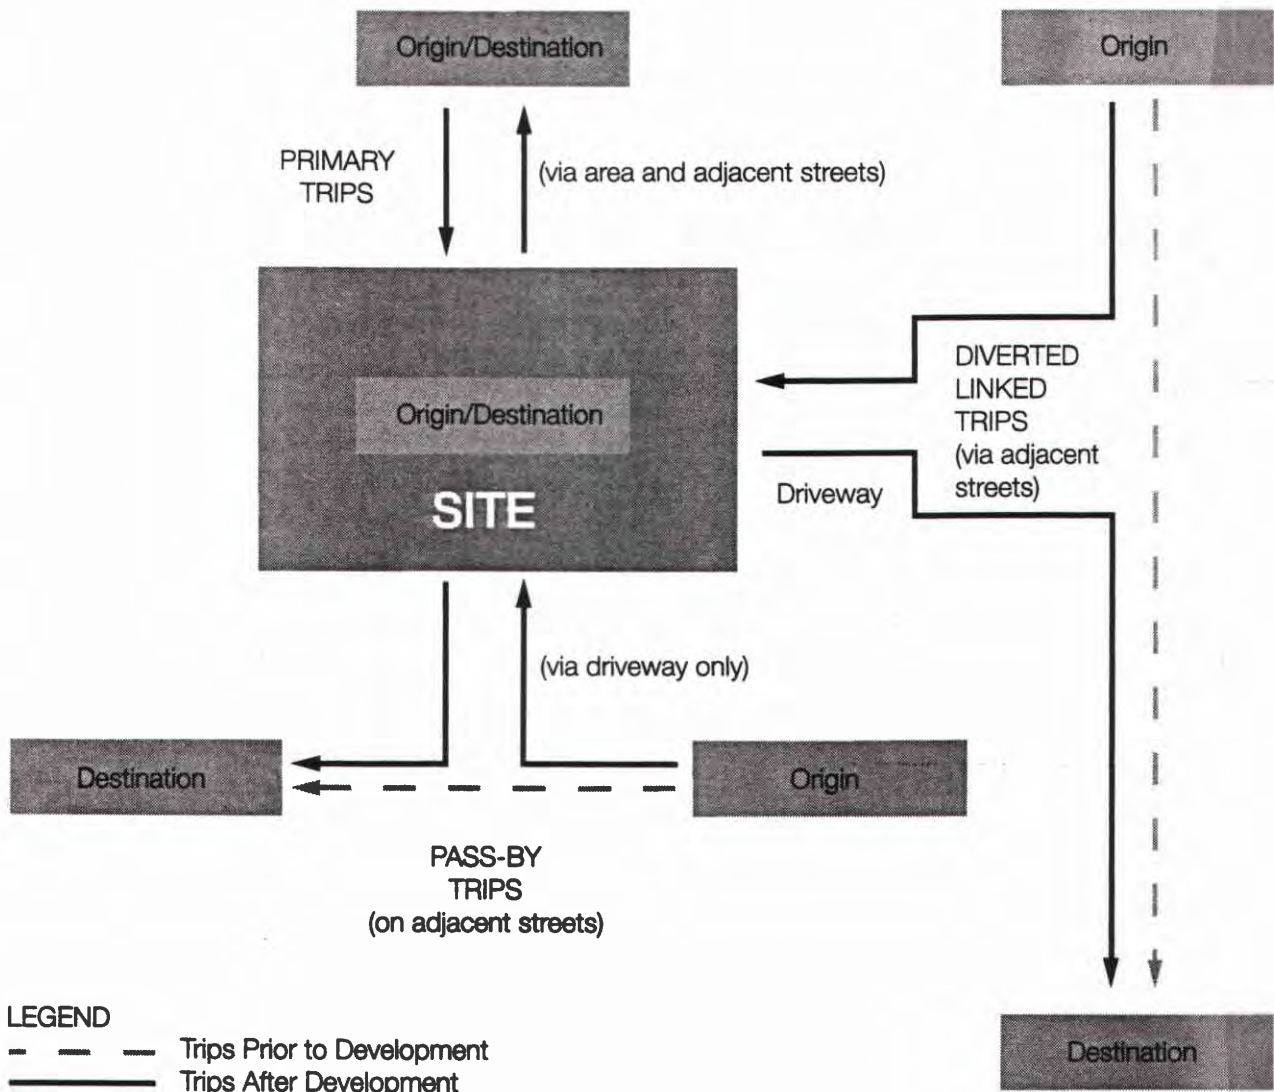 Origin/Destination
Origin
PRIMARY
TRIPS
(via area and adjacent streets)
Origin/Destination
SITE
DIVERTED
LINKED
TRIPS
(via adjacent
streets)
Driveway
(via driveway only)
Destination
Origin
PASS-BY
TRIPS
(on adjacent streets)
LEGEND
Trips Prior to Development
Trips After Development
Destination